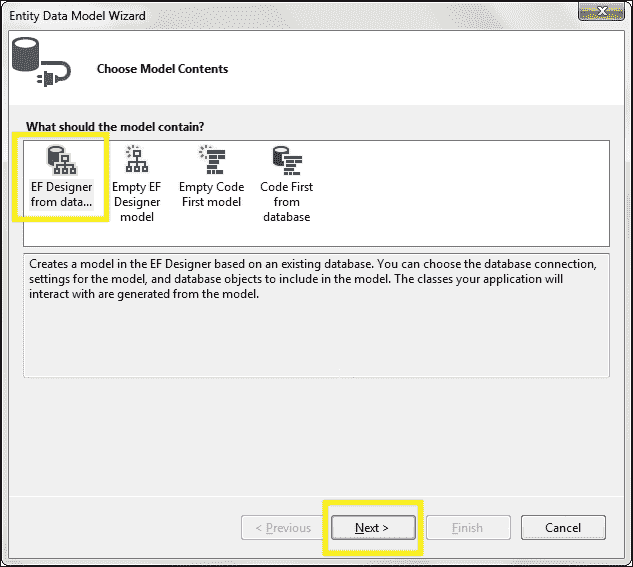 Entity Data Model Wizard
Choose Model Contents
What should the model contain?
EF Designer
from data...
Empty EF
Designer
model
Empty Code
First model
Code First
from
database
Creates a model in the EF Designer based on an existing database. You can choose the database connection,
settings for the model, and database objects to include in the model. The classes your application will
interact with are generated from the model.
< Previous
Next >
Finish
Cancel